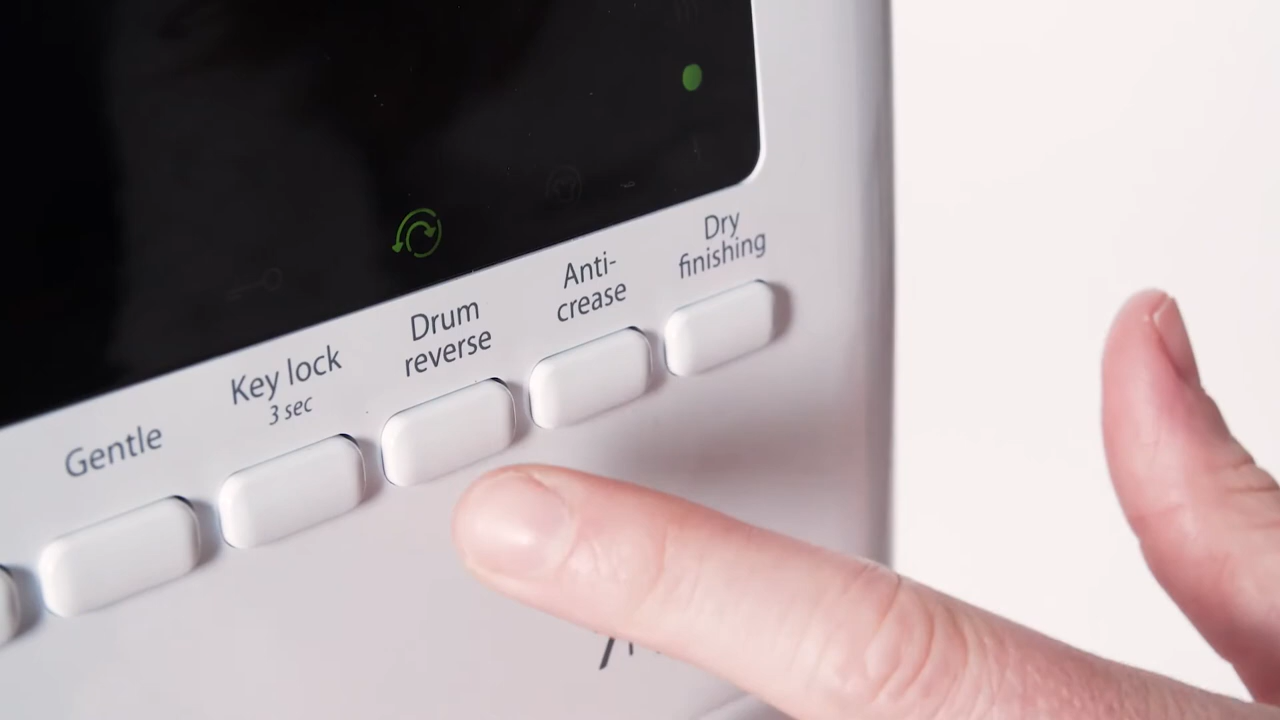 Gentle
Key lock
3 sec
Drum
reverse
Anti-
crease
Dry
finishing